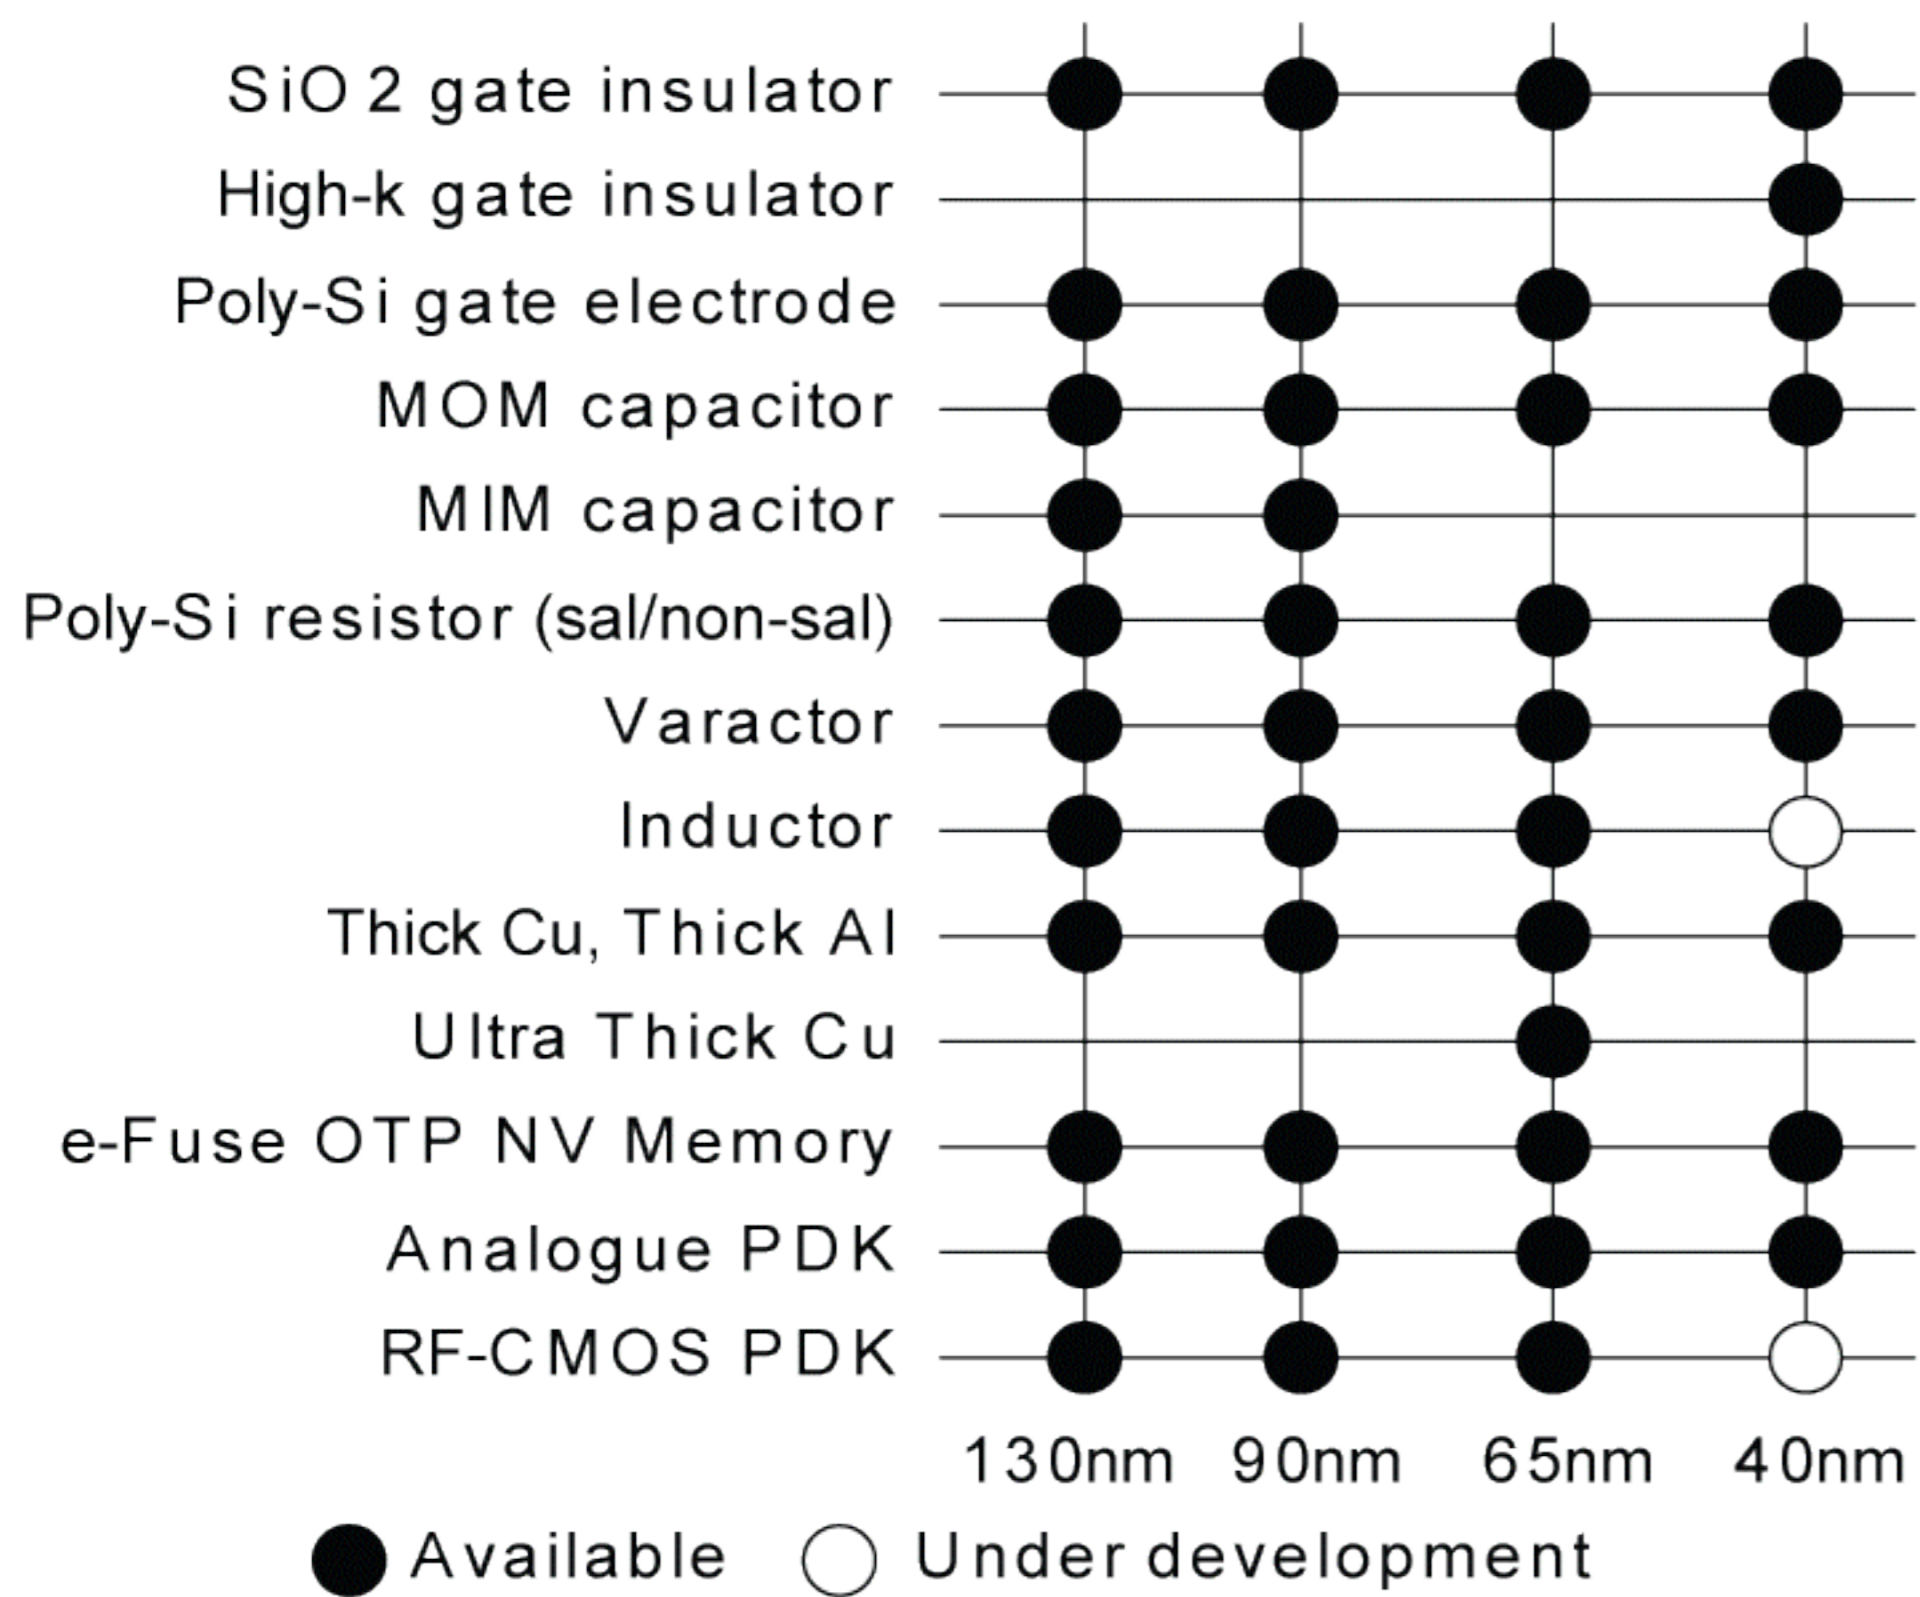 SiO2 gate insulator
High-k gate insulator
Poly-Si gate electrode
MOM capacitor
MIM capacitor
Poly-Si resistor (sal/non-sal)
Varactor
Inductor
Thick Cu, Thick Al
Ultra Thick Cu
e-Fuse OTP NV Memory
Analogue PDK
RF-CMOS PDK
130nm 90nm 65nm 40nm
Available Under development